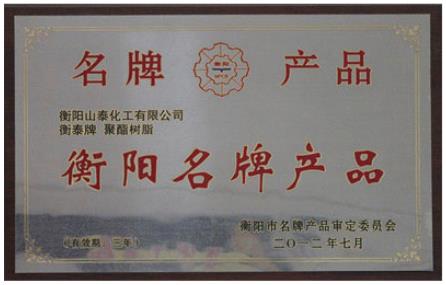 名牌 产品
衡阳山泰化工有限公司
衡泰牌 聚酯树脂
衡阳名牌产品
衡阳市名牌产品审定委员会
(有效期:三年) 二〇一二年七月